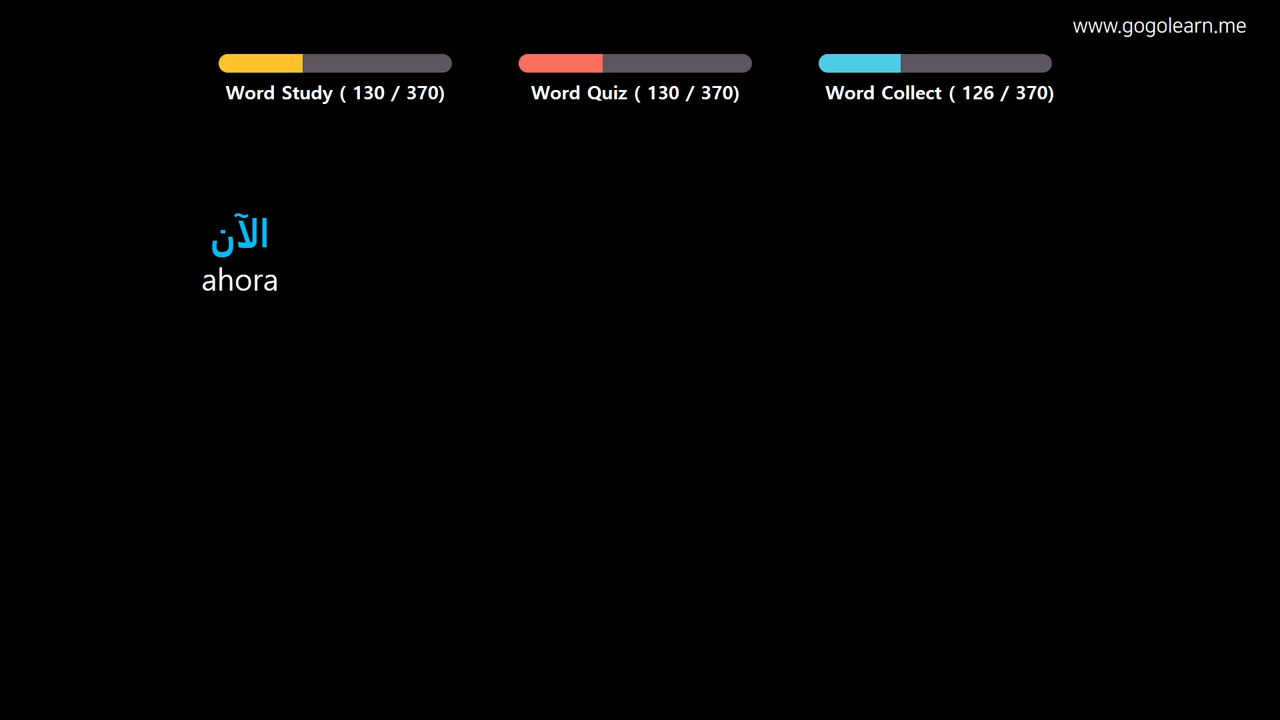 www.gogolearn.me
Word Study ( 130 / 370)
Word Quiz ( 130 / 370)
Word Collect ( 126 / 370)
الآن
ahora